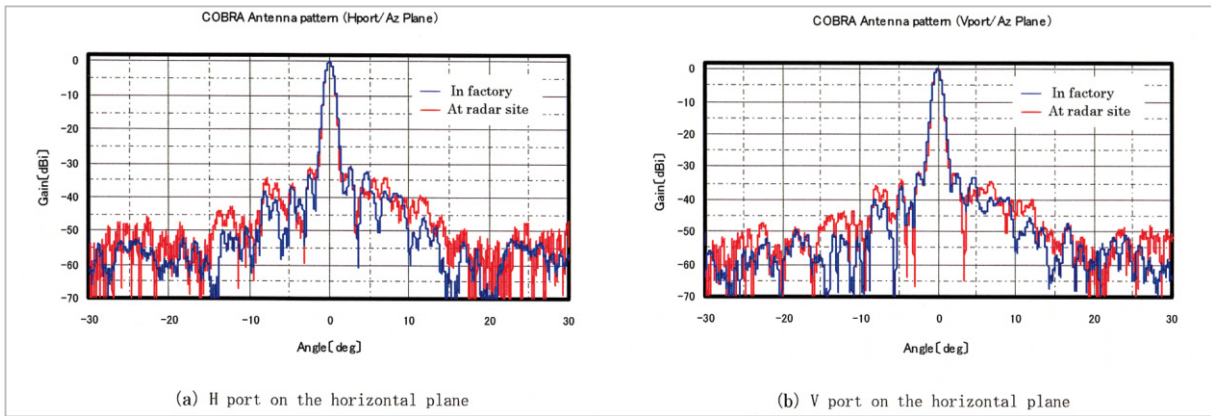 COBRA Antenna pattern (Hport/Az Plane)
0
-10
-20
-30
-40
-50
-60
-70
Gain[dBi]
In factory
At radar site
-30
-20
-10
0
10
20
30
Angle[deg]
(a) H port on the horizontal plane
COBRA Antenna pattern (Vport/Az Plane)
0
-10
-20
-30
-40
-50
-60
-70
Gain[dBi]
In factory
At radar site
-30
-20
-10
0
10
20
30
Angle[deg]
(b) V port on the horizontal plane